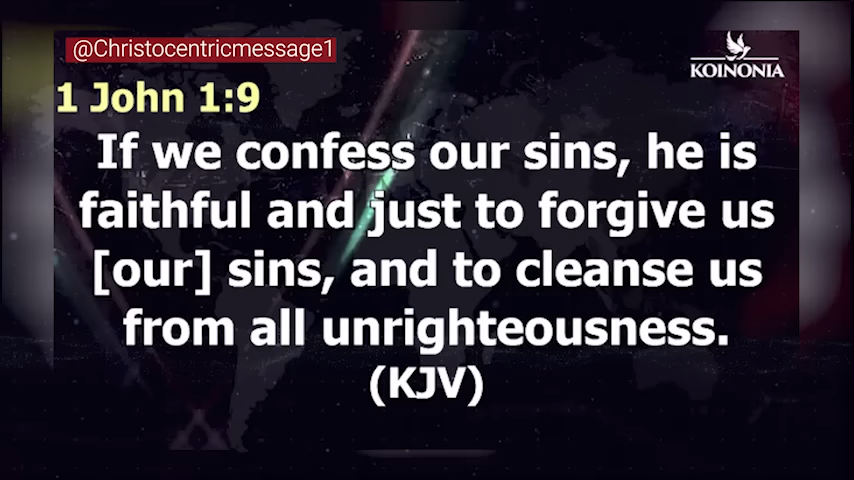 @Christocentricmessage1
KOINONIA
1 John 1:9
If we confess our sins, he is
faithful and just to forgive us
[our] sins, and to cleanse us
from all unrighteousness.
(KJV)